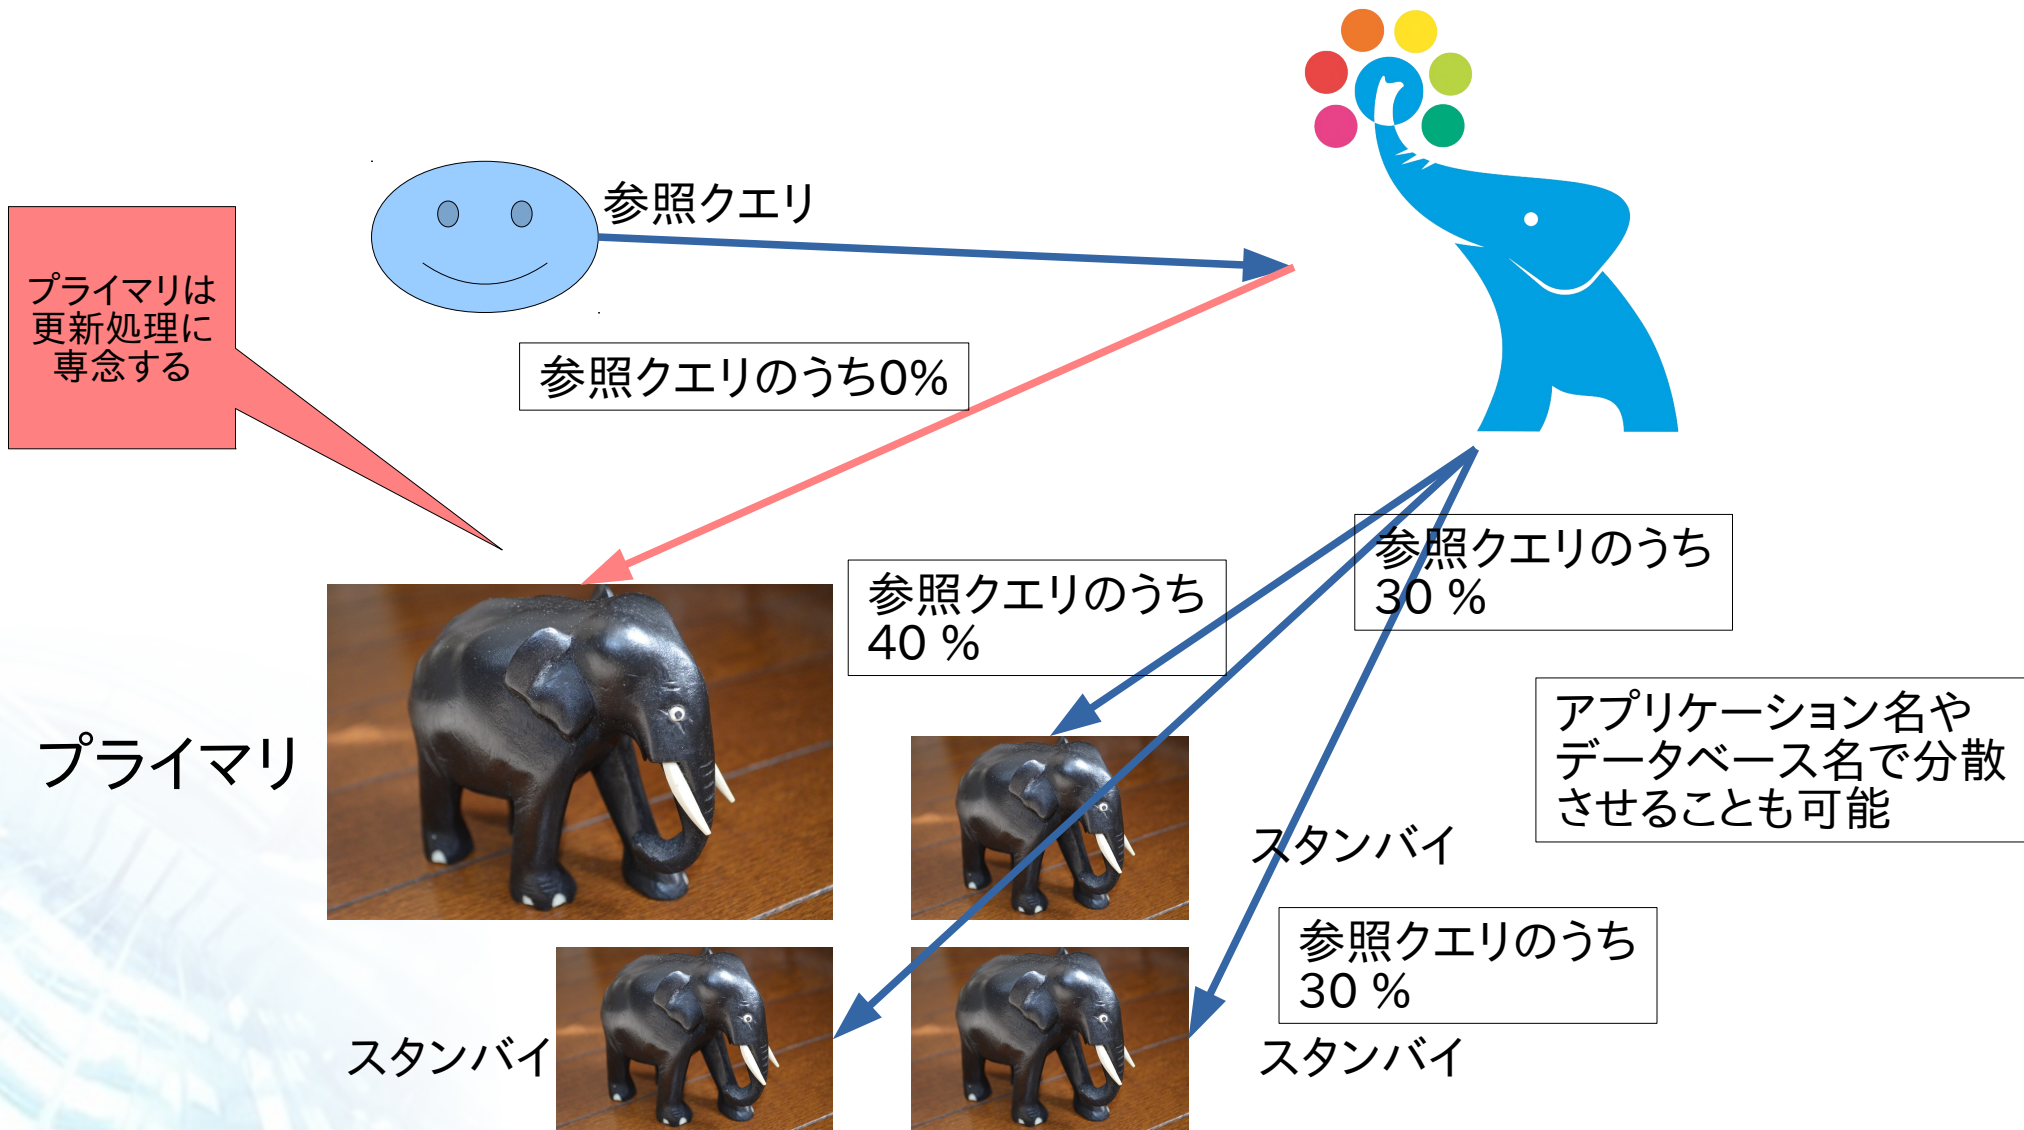 参照クエリ
プライマリは
更新処理に
専念する
参照クエリのうち0%
参照クエリのうち
30 %
参照クエリのうち
40 %
アプリケーション名や
データベース名で分散
させることも可能
プライマリ
スタンバイ
参照クエリのうち
30 %
スタンバイ
スタンバイ